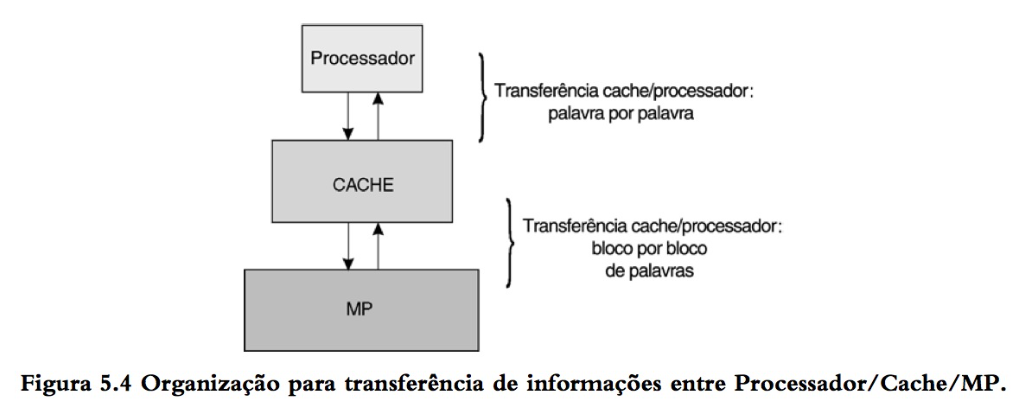 Processador
Transferência cache/processador:
palavra por palavra
CACHE
Transferência cache/processador:
bloco por bloco
de palavras
MP
Figura 5.4 Organização para transferência de informações entre Processador/Cache/MP.